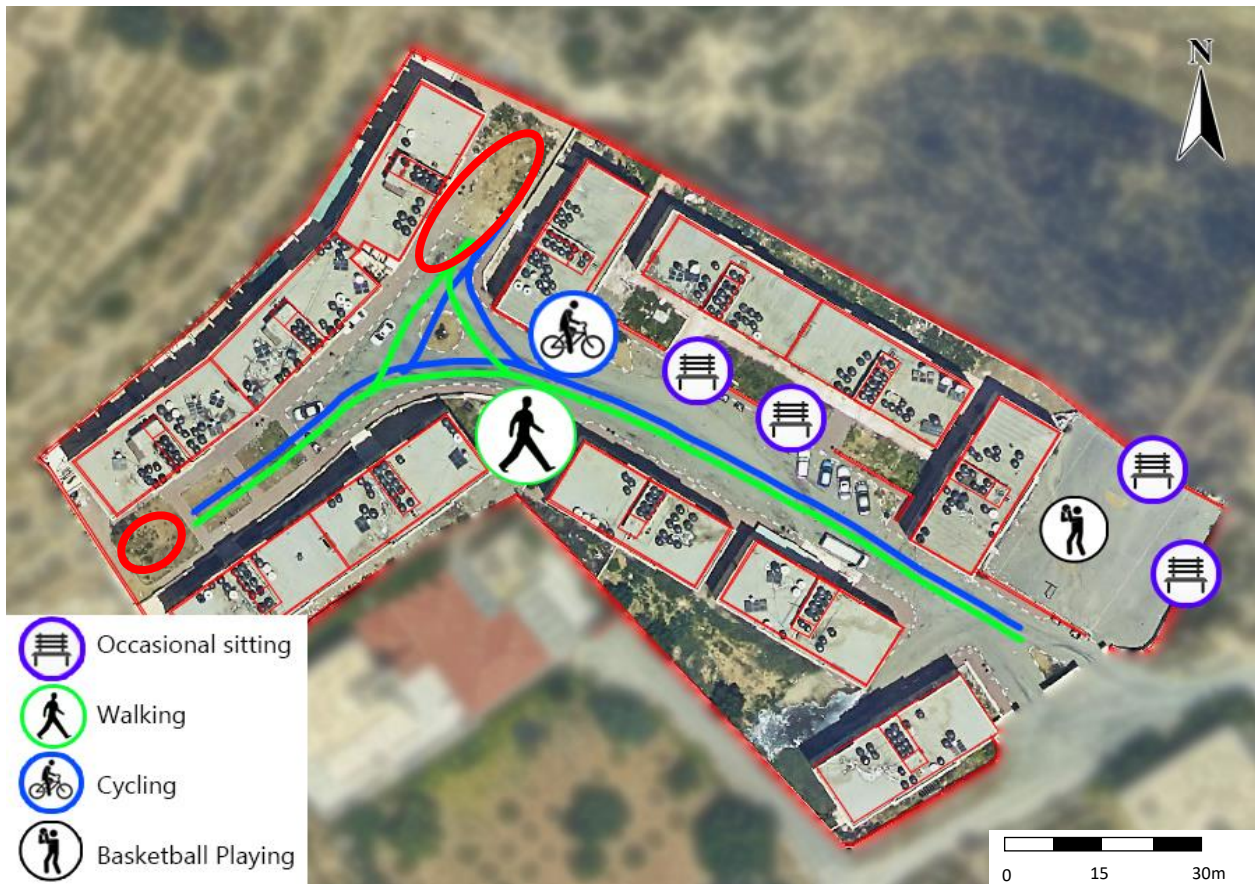 N
Occasional sitting
Walking
Cycling
Basketball Playing
0 15 30m